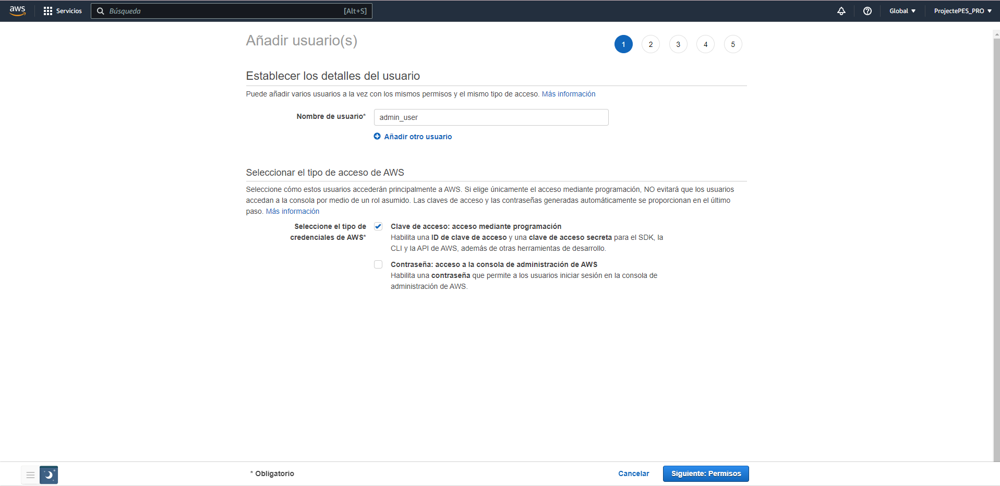 aws Servicios Búsqueda [Alt+S] Global ProjectePES_PRO
Añadir usuario(s)
1 2 3 4 5
Establecer los detalles del usuario
Puede añadir varios usuarios a la vez con los mismos permisos y el mismo tipo de acceso. Más información
Nombre de usuario* admin_user
Añadir otro usuario
Seleccionar el tipo de acceso de AWS
Seleccione cómo estos usuarios accederán principalmente a AWS. Si elige únicamente el acceso mediante programación, NO evitará que los usuarios
accedan a la consola por medio de un rol asumido. Las claves de acceso y las contraseñas generadas automáticamente se proporcionan en el último
paso. Más información
Seleccione el tipo de
credenciales de AWS*
Clave de acceso: acceso mediante programación
Habilita una ID de clave de acceso y una clave de acceso secreta para el SDK, la
CLI y la API de AWS, además de otras herramientas de desarrollo.
Contraseña: acceso a la consola de administración de AWS
Habilita una contraseña que permite a los usuarios iniciar sesión en la consola de
administración de AWS.
* Obligatorio
Cancelar
Siguiente: Permisos